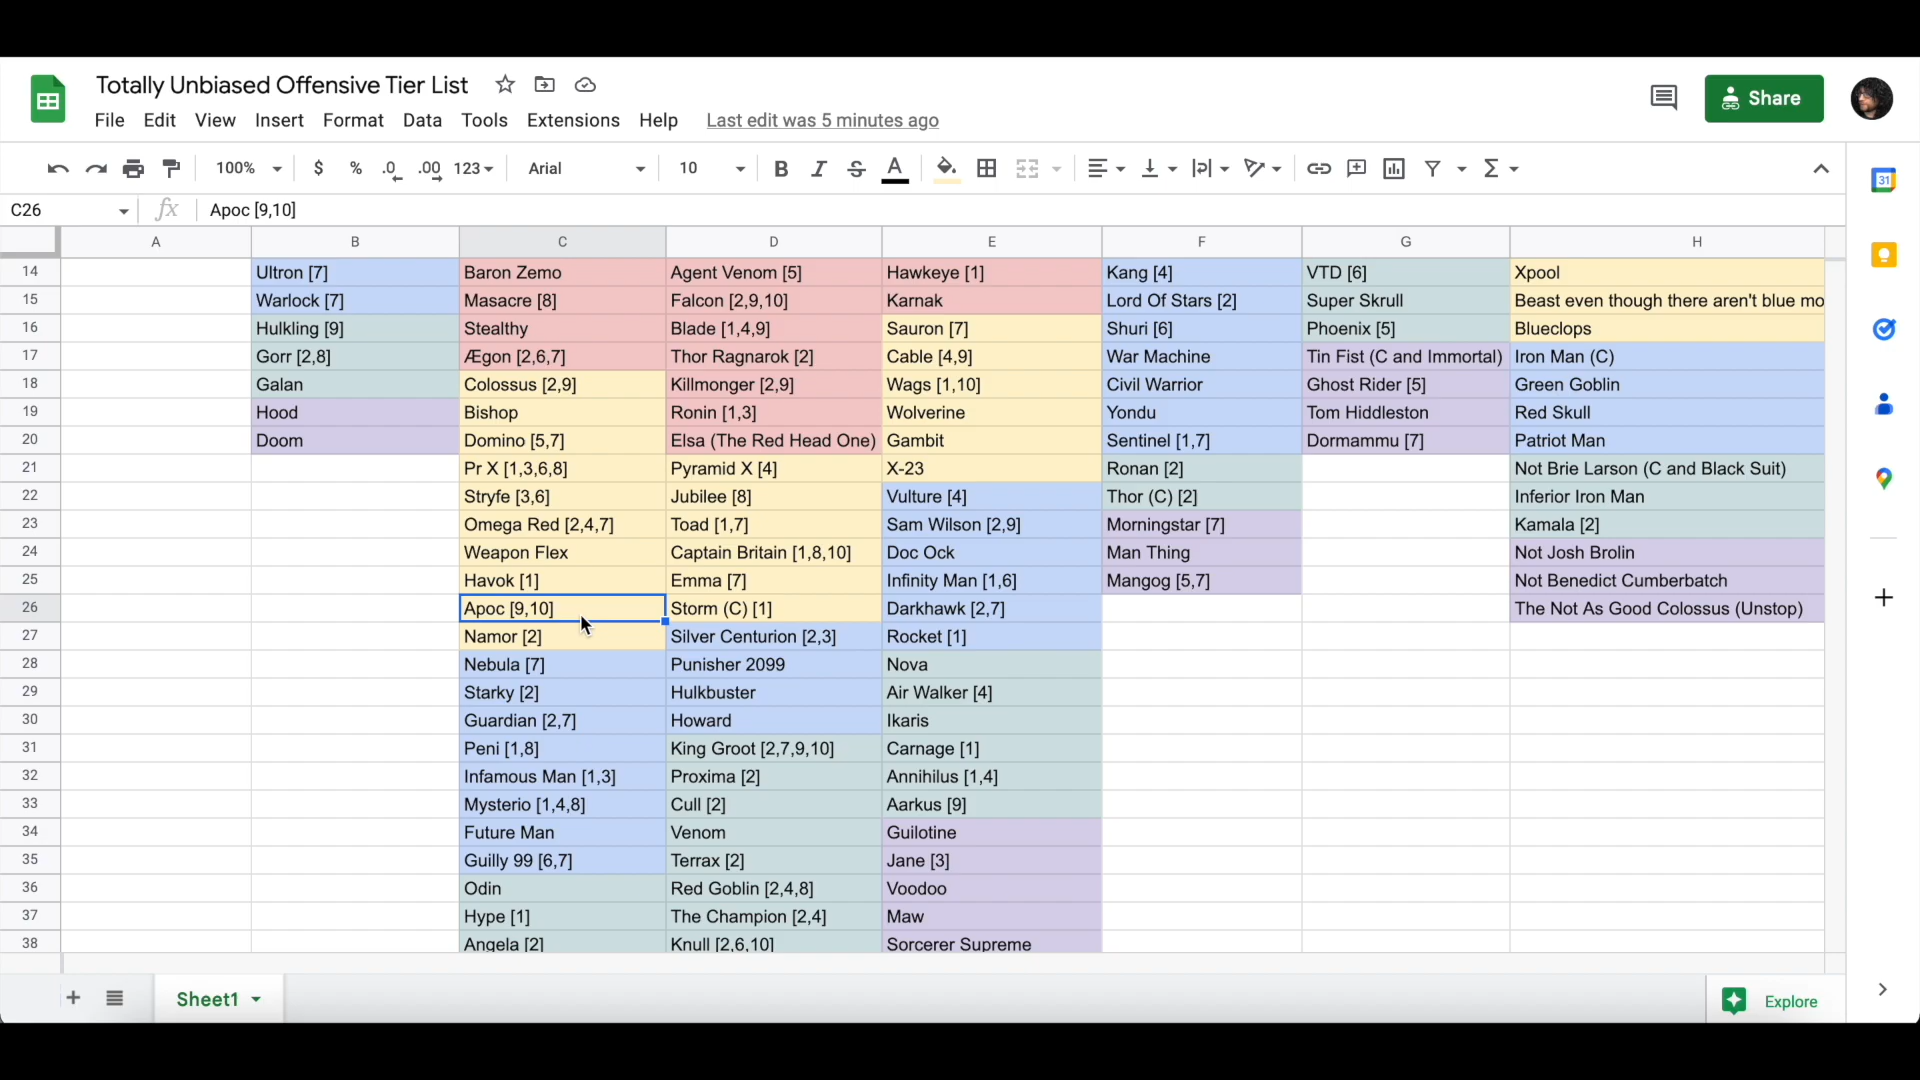 Totally Unbiased Offensive Tier List
Share
File Edit View Insert Format Data Tools Extensions Help Last edit was 5 minutes ago
100% $ % .0 .00 123 Arial 10 B I S A
31
C26 fx Apoc [9,10]
A B C D E F G H
14 Ultron [7] Baron Zemo Agent Venom [5] Hawkeye [1] Kang [4] VTD [6] Xpool
15 Warlock [7] Masacre [8] Falcon [2,9,10] Karnak Lord Of Stars [2] Super Skrull Beast even though there aren't blue mo
16 Hulkling [9] Stealthy Blade [1,4,9] Sauron [7] Shuri [6] Phoenix [5] Blueclops
17 Gorr [2,8] Ægon [2,6,7] Thor Ragnarok [2] Cable [4,9] War Machine Tin Fist (C and Immortal) Iron Man (C)
18 Galan Colossus [2,9] Killmonger [2,9] Wags [1,10] Civil Warrior Ghost Rider [5] Green Goblin
19 Hood Bishop Ronin [1,3] Wolverine Yondu Tom Hiddleston Red Skull
20 Doom Domino [5,7] Elsa (The Red Head One) Gambit Sentinel [1,7] Dormammu [7] Patriot Man
21 Pr X [1,3,6,8] Pyramid X [4] X-23 Ronan [2] Not Brie Larson (C and Black Suit)
22 Stryfe [3,6] Jubilee [8] Vulture [4] Thor (C) [2] Inferior Iron Man
23 Omega Red [2,4,7] Toad [1,7] Sam Wilson [2,9] Morningstar [7] Kamala [2]
24 Weapon Flex Captain Britain [1,8,10] Doc Ock Man Thing Not Josh Brolin
25 Havok [1] Emma [7] Infinity Man [1,6] Mangog [5,7] Not Benedict Cumberbatch
26 Apoc [9,10] Storm (C) [1] Darkhawk [2,7] The Not As Good Colossus (Unstop)
27 Namor [2] Silver Centurion [2,3] Rocket [1]
28 Nebula [7] Punisher 2099 Nova
29 Starky [2] Hulkbuster Air Walker [4]
30 Guardian [2,7] Howard Ikaris
31 Peni [1,8] King Groot [2,7,9,10] Carnage [1]
32 Infamous Man [1,3] Proxima [2] Annihilus [1,4]
33 Mysterio [1,4,8] Cull [2] Aarkus [9]
34 Future Man Venom Guilotine
35 Guilly 99 [6,7] Terrax [2] Jane [3]
36 Odin Red Goblin [2,4,8] Voodoo
37 Hype [1] The Champion [2,4] Maw
38 Angela [2] Knull [2,6,10] Sorcerer Supreme
Sheet1
Explore